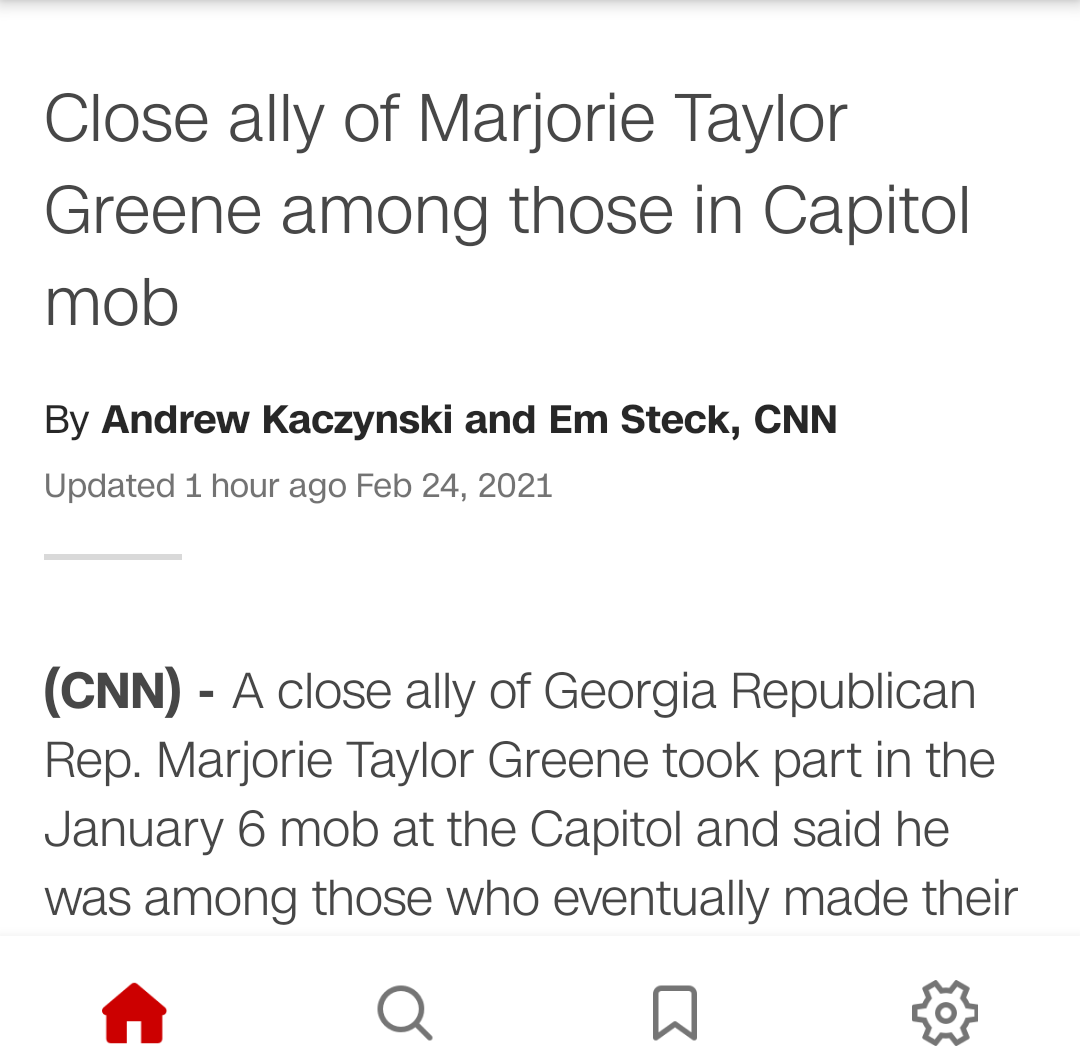 Close ally of Marjorie Taylor
Greene among those in Capitol
mob
By Andrew Kaczynski and Em Steck, CNN
Updated 1 hour ago Feb 24, 2021
(CNN) - A close ally of Georgia Republican
Rep. Marjorie Taylor Greene took part in the
January 6 mob at the Capitol and said he
was among those who eventually made their